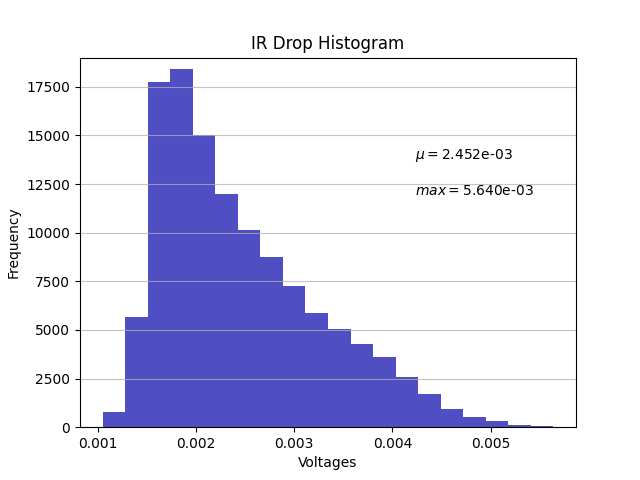 IR Drop Histogram
17500
15000
12500
10000
7500
5000
2500
0
Frequency
μ = 2.452e-03
max = 5.640e-03
0.001 0.002 0.003 0.004 0.005
Voltages